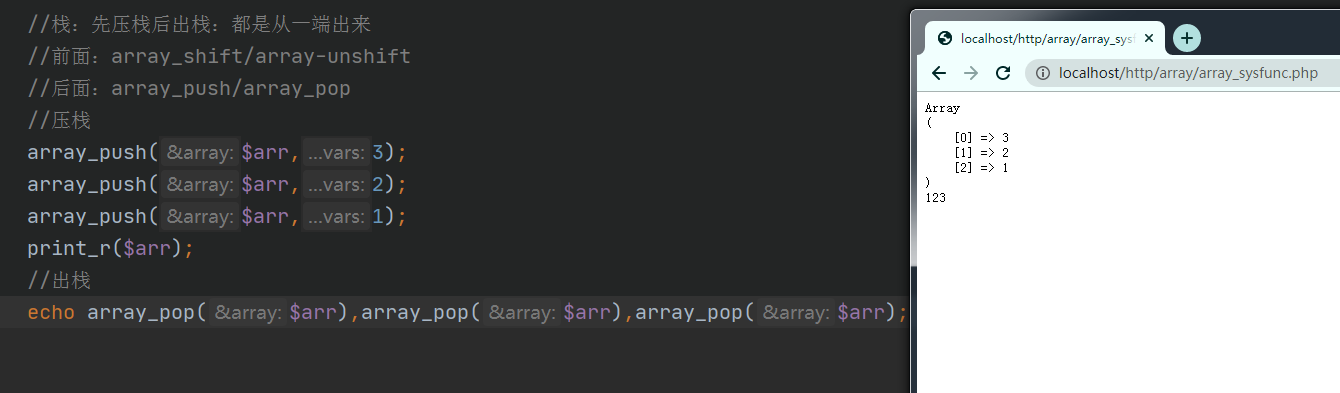 //栈：先压栈后出栈：都是从一端出来
//前面：array_shift/array-unshift
//后面：array_push/array_pop
//压栈
array_push( &array: $arr, ...vars: 3);
array_push( &array: $arr, ...vars: 2);
array_push( &array: $arr, ...vars: 1);
print_r($arr);
//出栈
echo array_pop( &array: $arr),array_pop( &array: $arr),array_pop( &array: $arr);
localhost/http/array/array_sysf
localhost/http/array/array_sysfunc.php
Array
(
[0] => 3
[1] => 2
[2] => 1
)
123